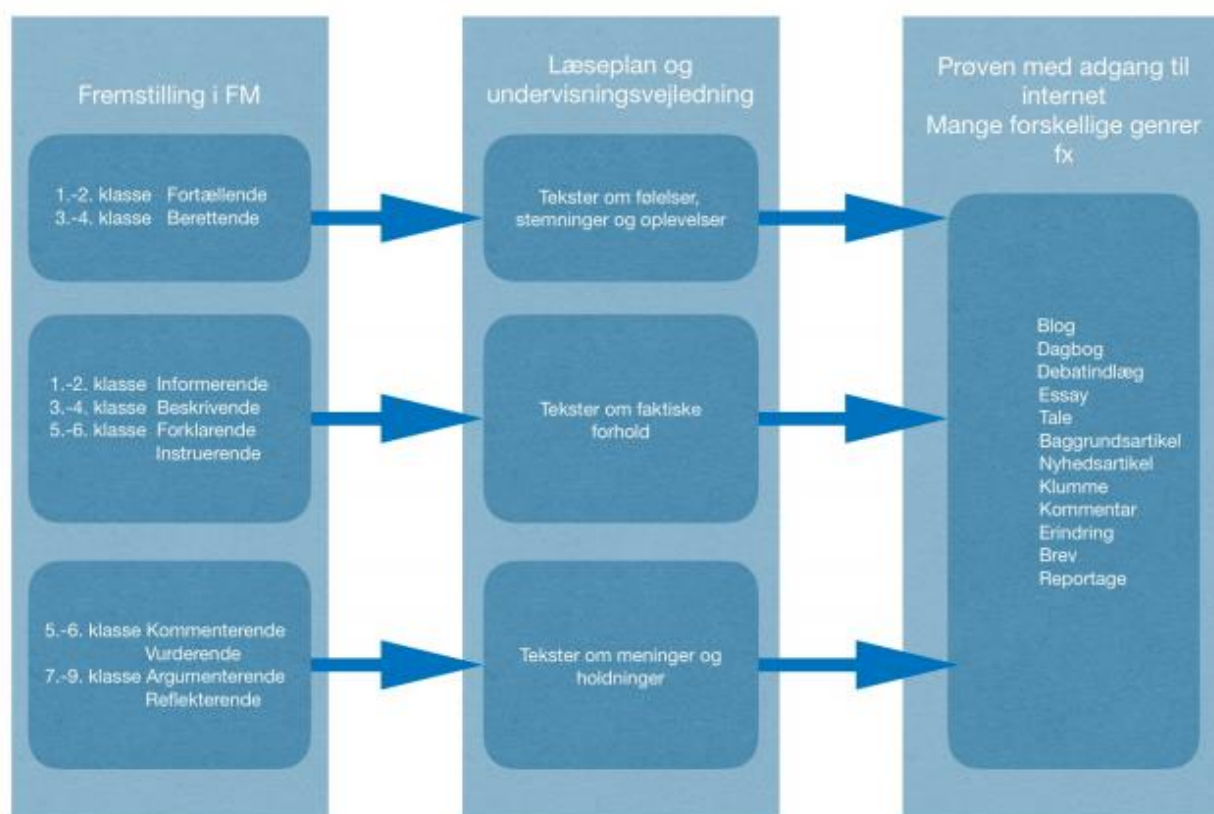 Fremstilling i FM
1.-2. klasse Fortællende
3.-4. klasse Berettende
1.-2. klasse Informerende
3.-4. klasse Beskrivende
5.-6. klasse Forklarende
Instruerende
5.-6. klasse Kommenterende
Vurderende
7.-9. klasse Argumenterende
Reflekterende
Læseplan og
undervisningsvejledning
Tekster om følelser,
stemninger og oplevelser
Tekster om faktiske
forhold
Tekster om meninger og
holdninger
Prøven med adgang til
internet
Mange forskellige genrer
fx
Blog
Dagbog
Debatindlæg
Essay
Tale
Baggrundsartikel
Nyhedsartikel
Klumme
Kommentar
Erindring
Brev
Reportage